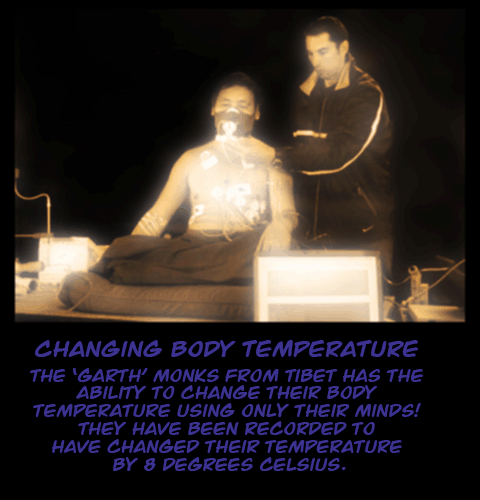 CHANGING BODY TEMPERATURE
THE 'GARTH' MONKS FROM TIBET HAS THE
ABILITY TO CHANGE THEIR BODY
TEMPERATURE USING ONLY THEIR MINDS!
THEY HAVE BEEN RECORDED TO
HAVE CHANGED THEIR TEMPERATURE
BY 8 DEGREES CELSIUS.